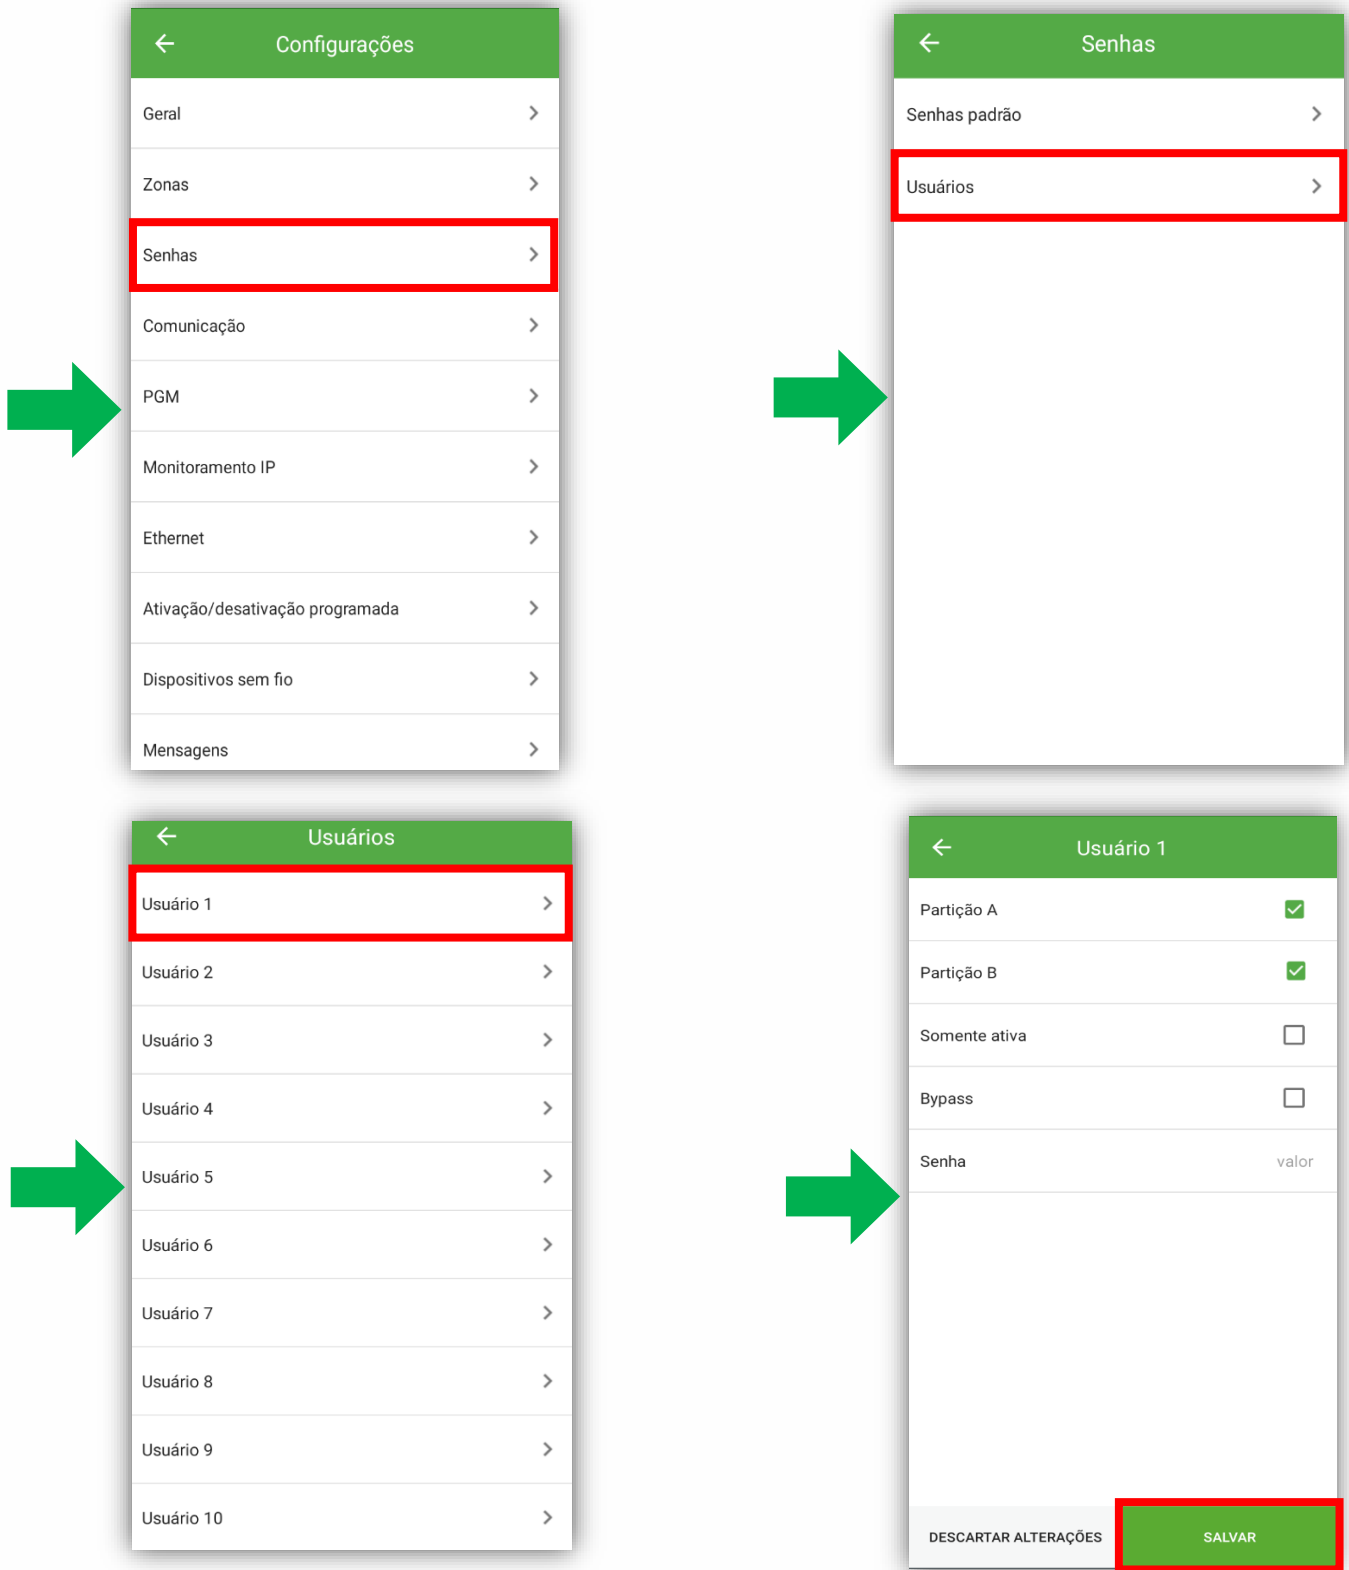 Configurações
Geral
Zonas
Senhas
Comunicação
PGM
Monitoramento IP
Ethernet
Ativação/desativação programada
Dispositivos sem fio
Mensagens
Senhas
Senhas padrão
Usuários
Usuários
Usuário 1
Usuário 2
Usuário 3
Usuário 4
Usuário 5
Usuário 6
Usuário 7
Usuário 8
Usuário 9
Usuário 10
Usuário 1
Partição A
Partição B
Somente ativa
Bypass
Senha valor
DESCARTAR ALTERAÇÕES SALVAR